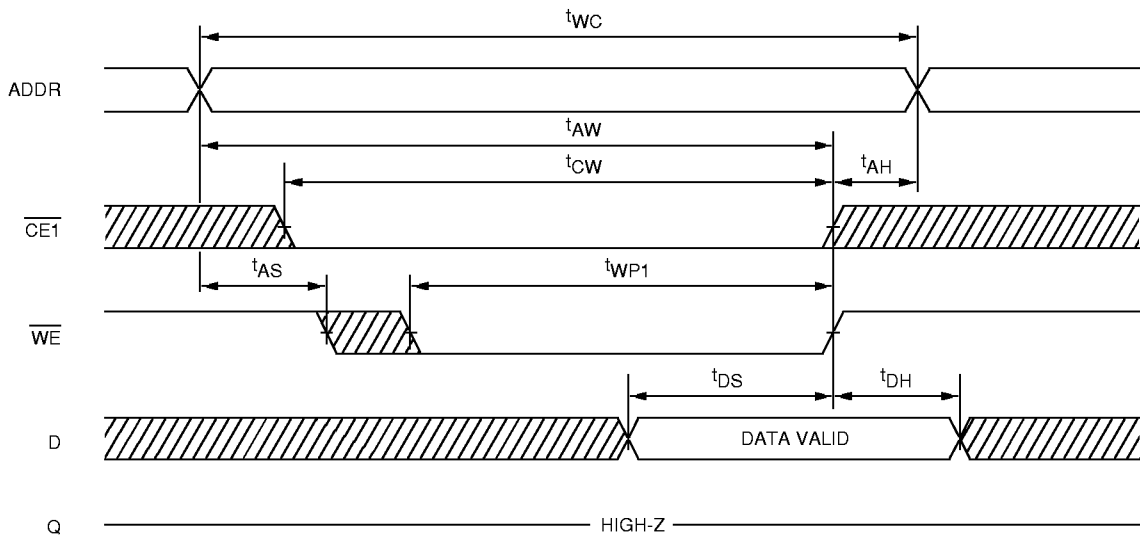 tWC
ADDR
tAW
tCW
tAH
CE1
tAS
tWP1
WE
tDS
tDH
D
DATA VALID
Q
HIGH-Z